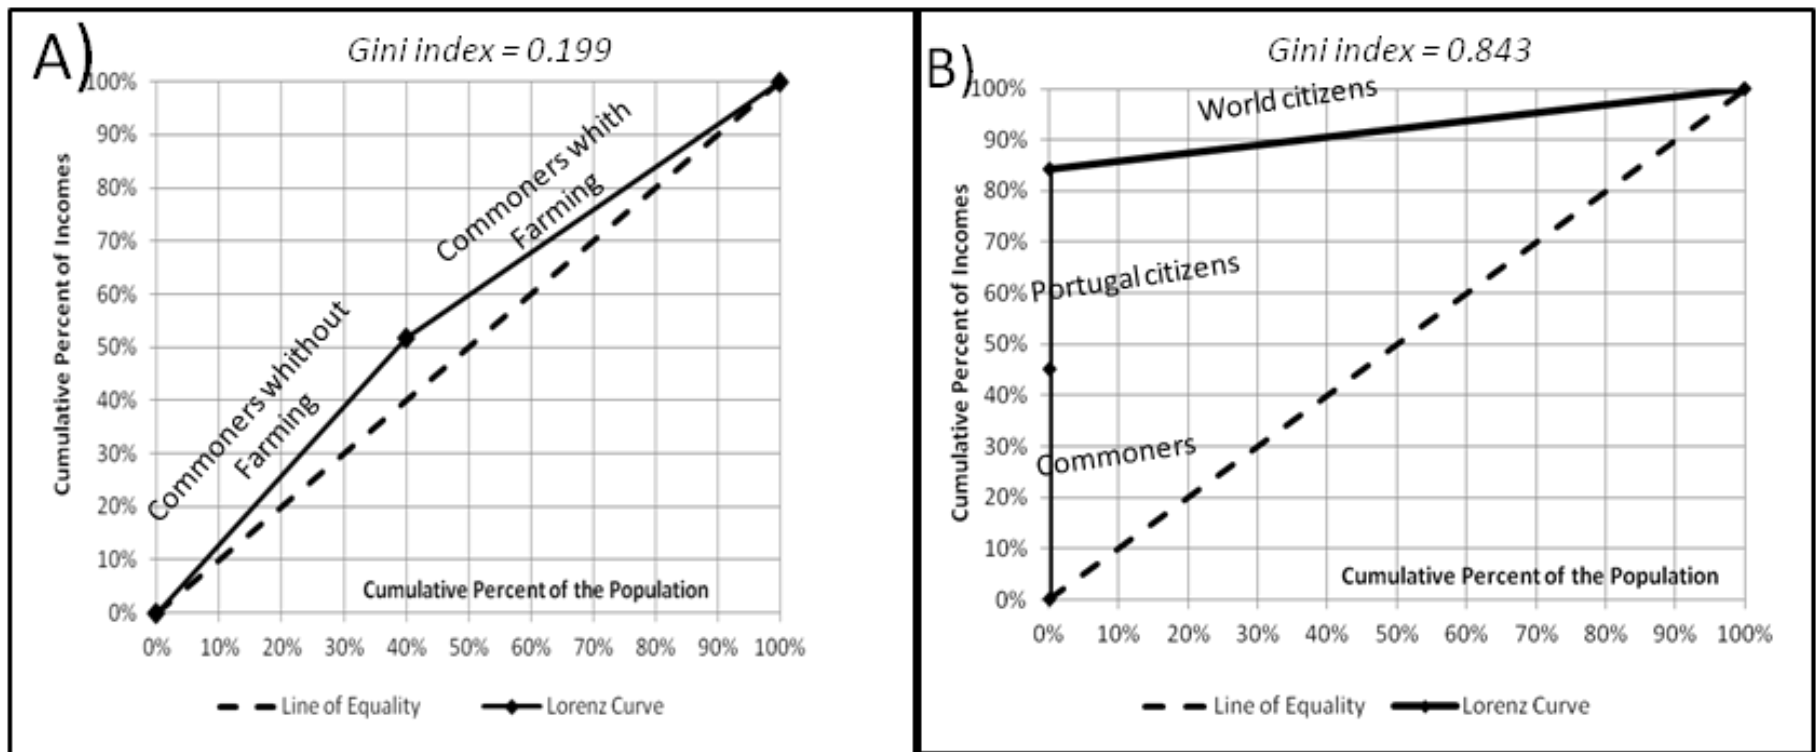 A)
Gini index = 0.199
100%
90%
80%
70%
60%
50%
40%
30%
20%
10%
0%
Cumulative Percent of Incomes
Commoners whithout
Farming
Commoners whith
Farming
Cumulative Percent of the Population
0% 10% 20% 30% 40% 50% 60% 70% 80% 90% 100%
Line of Equality Lorenz Curve
B)
Gini index = 0.843
100%
90%
80%
70%
60%
50%
40%
30%
20%
10%
0%
Cumulative Percent of Incomes
World citizens
Portugal citizens
Commoners
Cumulative Percent of the Population
0% 10% 20% 30% 40% 50% 60% 70% 80% 90% 100%
Line of Equality Lorenz Curve